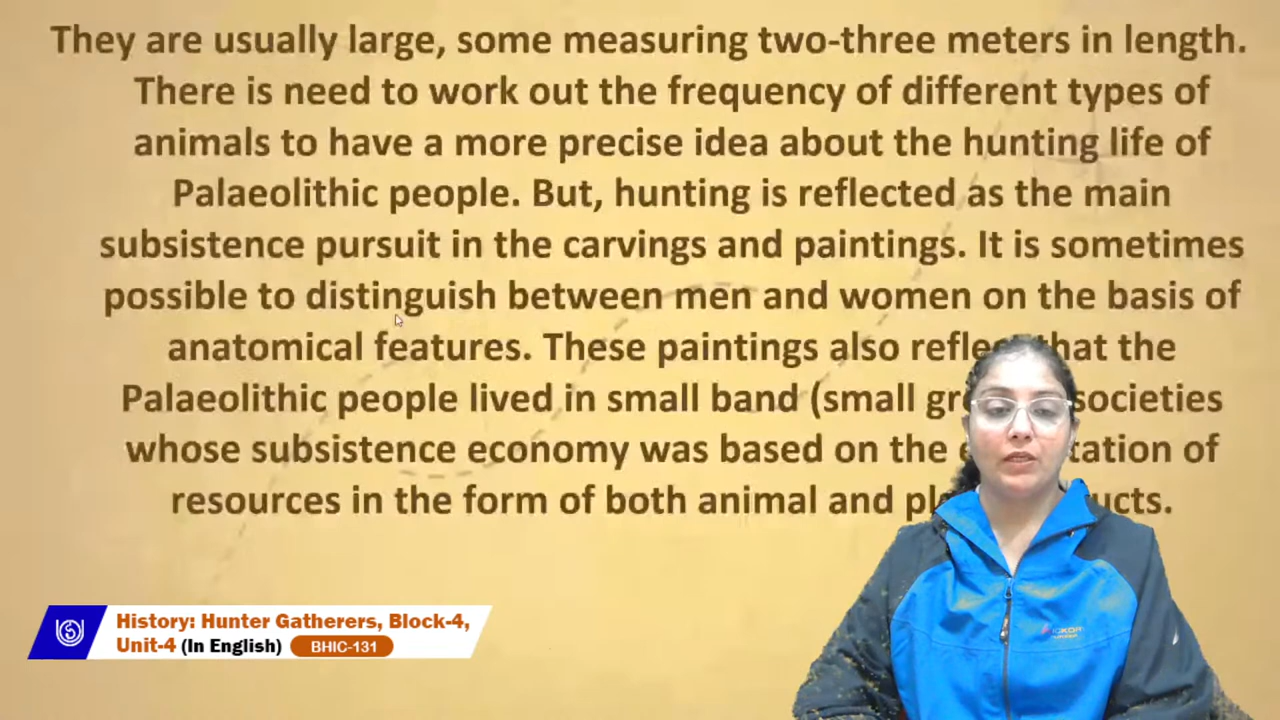 They are usually large, some measuring two-three meters in length.
There is need to work out the frequency of different types of
animals to have a more precise idea about the hunting life of
Palaeolithic people. But, hunting is reflected as the main
subsistence pursuit in the carvings and paintings. It is sometimes
possible to distinguish between men and women on the basis of
anatomical features. These paintings also that the
Palaeolithic people lived in small band (small societies
whose subsistence economy was based on the of
resources in the form of both animal and
History: Hunter Gatherers, Block-4,
Unit-4 (In English) BHIC-131